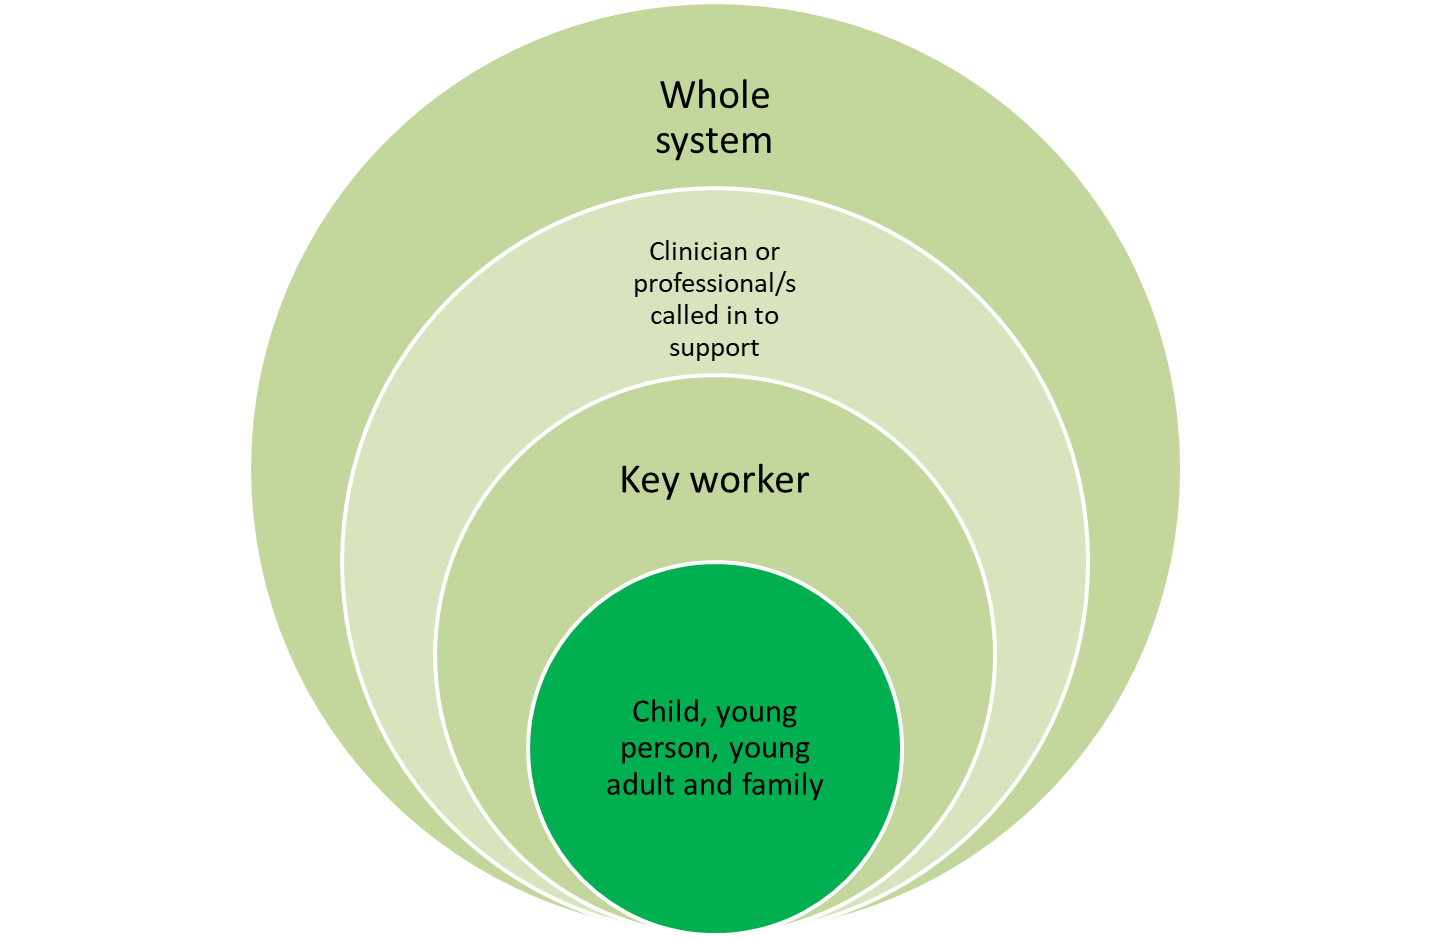 Whole
system
Clinician or
professional/s
called in to
support
Key worker
Child, young
person, young
adult and family